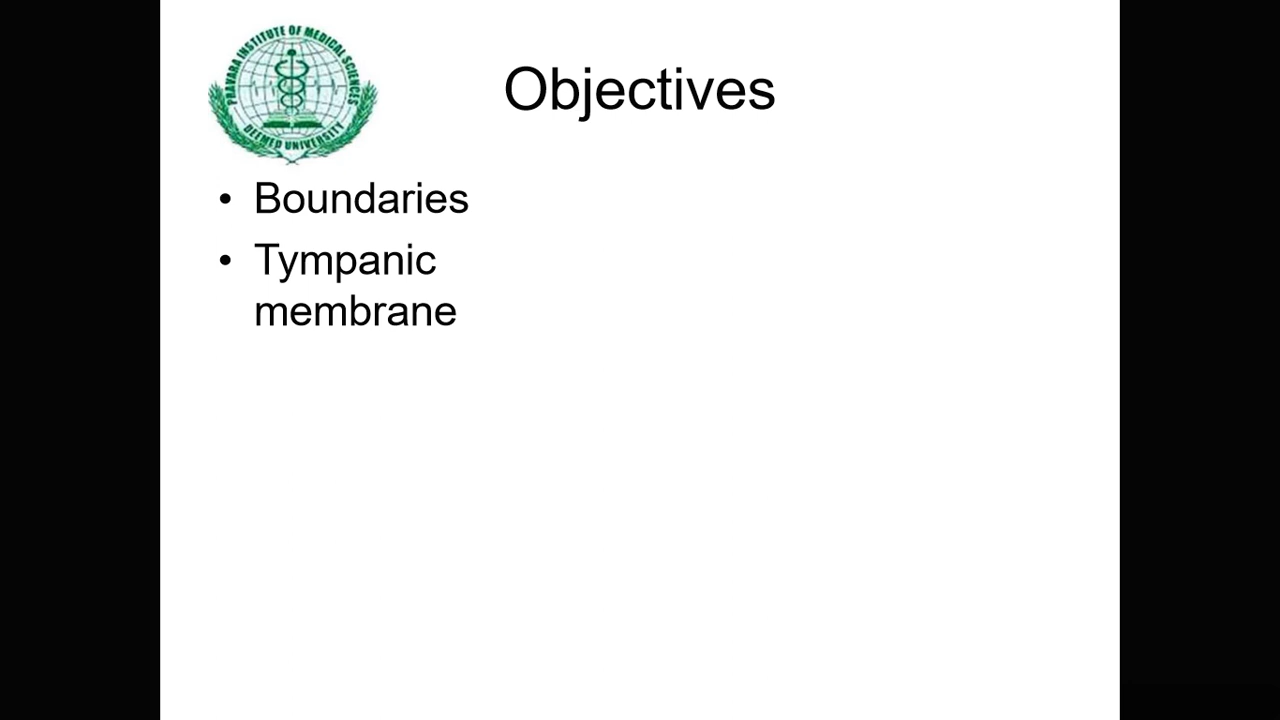 PRAVARA INSTITUTE OF MEDICAL SCIENCES
DEEMED UNIVERSITY
Objectives
• Boundaries
• Tympanic
membrane